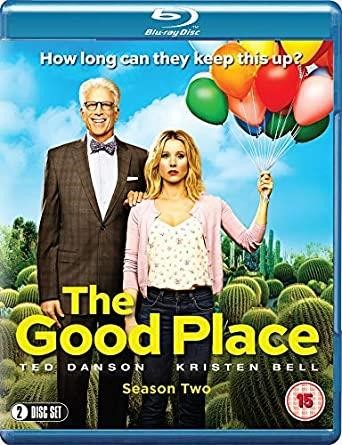 Blu-ray Disc
How long can they keep this up?
The
Good Place
TED DANSON KRISTEN BELL
Season Two
2
DISC SET
15